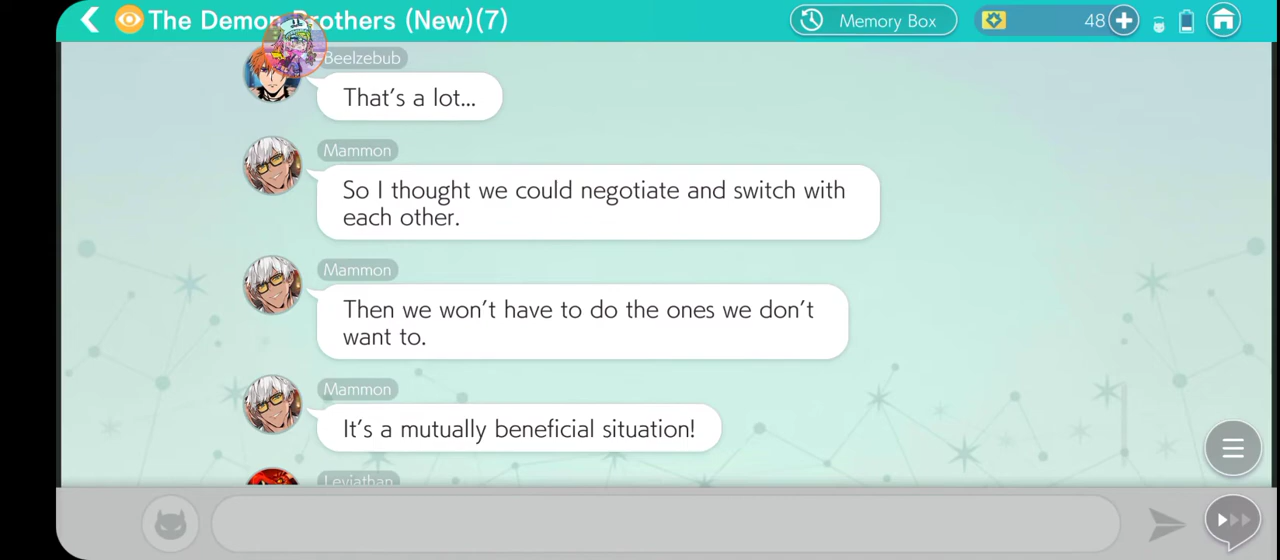 The Demon Brothers (New)(7)
Memory Box
48
Beelzebub
That's a lot...
Mammon
So I thought we could negotiate and switch with
each other.
Mammon
Then we won't have to do the ones we don't
want to.
Mammon
It's a mutually beneficial situation!
Leviathan